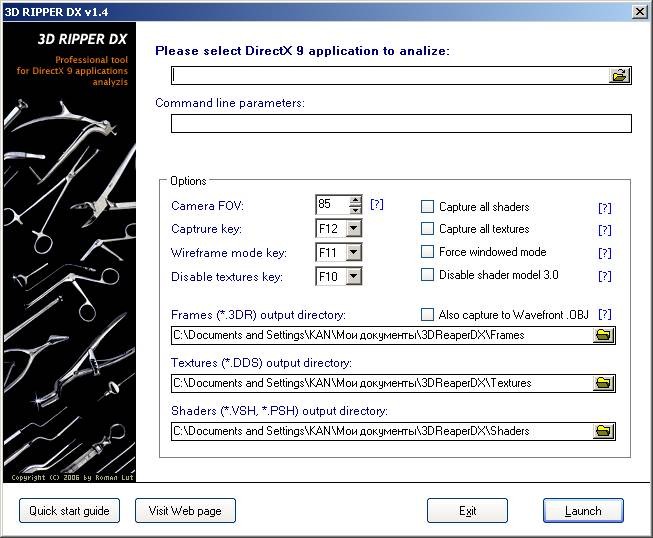 3D RIPPER DX v1.4
3D RIPPER DX
Professional tool
for DirectX 9 applications
analyzis
Please select DirectX 9 application to analize:
Command line parameters:
Options
Camera FOV: 85 [?]
Captrure key: F12
Wireframe mode key: F11
Disable textures key: F10
Capture all shaders [?]
Capture all textures [?]
Force windowed mode [?]
Disable shader model 3.0 [?]
Frames (*.3DR) output directory:
Also capture to Wavefront .OBJ [?]
C:\Documents and Settings\KAN\Мои документы\3DReaperDX\Frames
Textures (*.DDS) output directory:
C:\Documents and Settings\KAN\Мои документы\3DReaperDX\Textures
Shaders (*.VSH, *.PSH) output directory:
C:\Documents and Settings\KAN\Мои документы\3DReaperDX\Shaders
Copyright (C) 2006 by Roman Lut
Quick start guide
Visit Web page
Exit
Launch